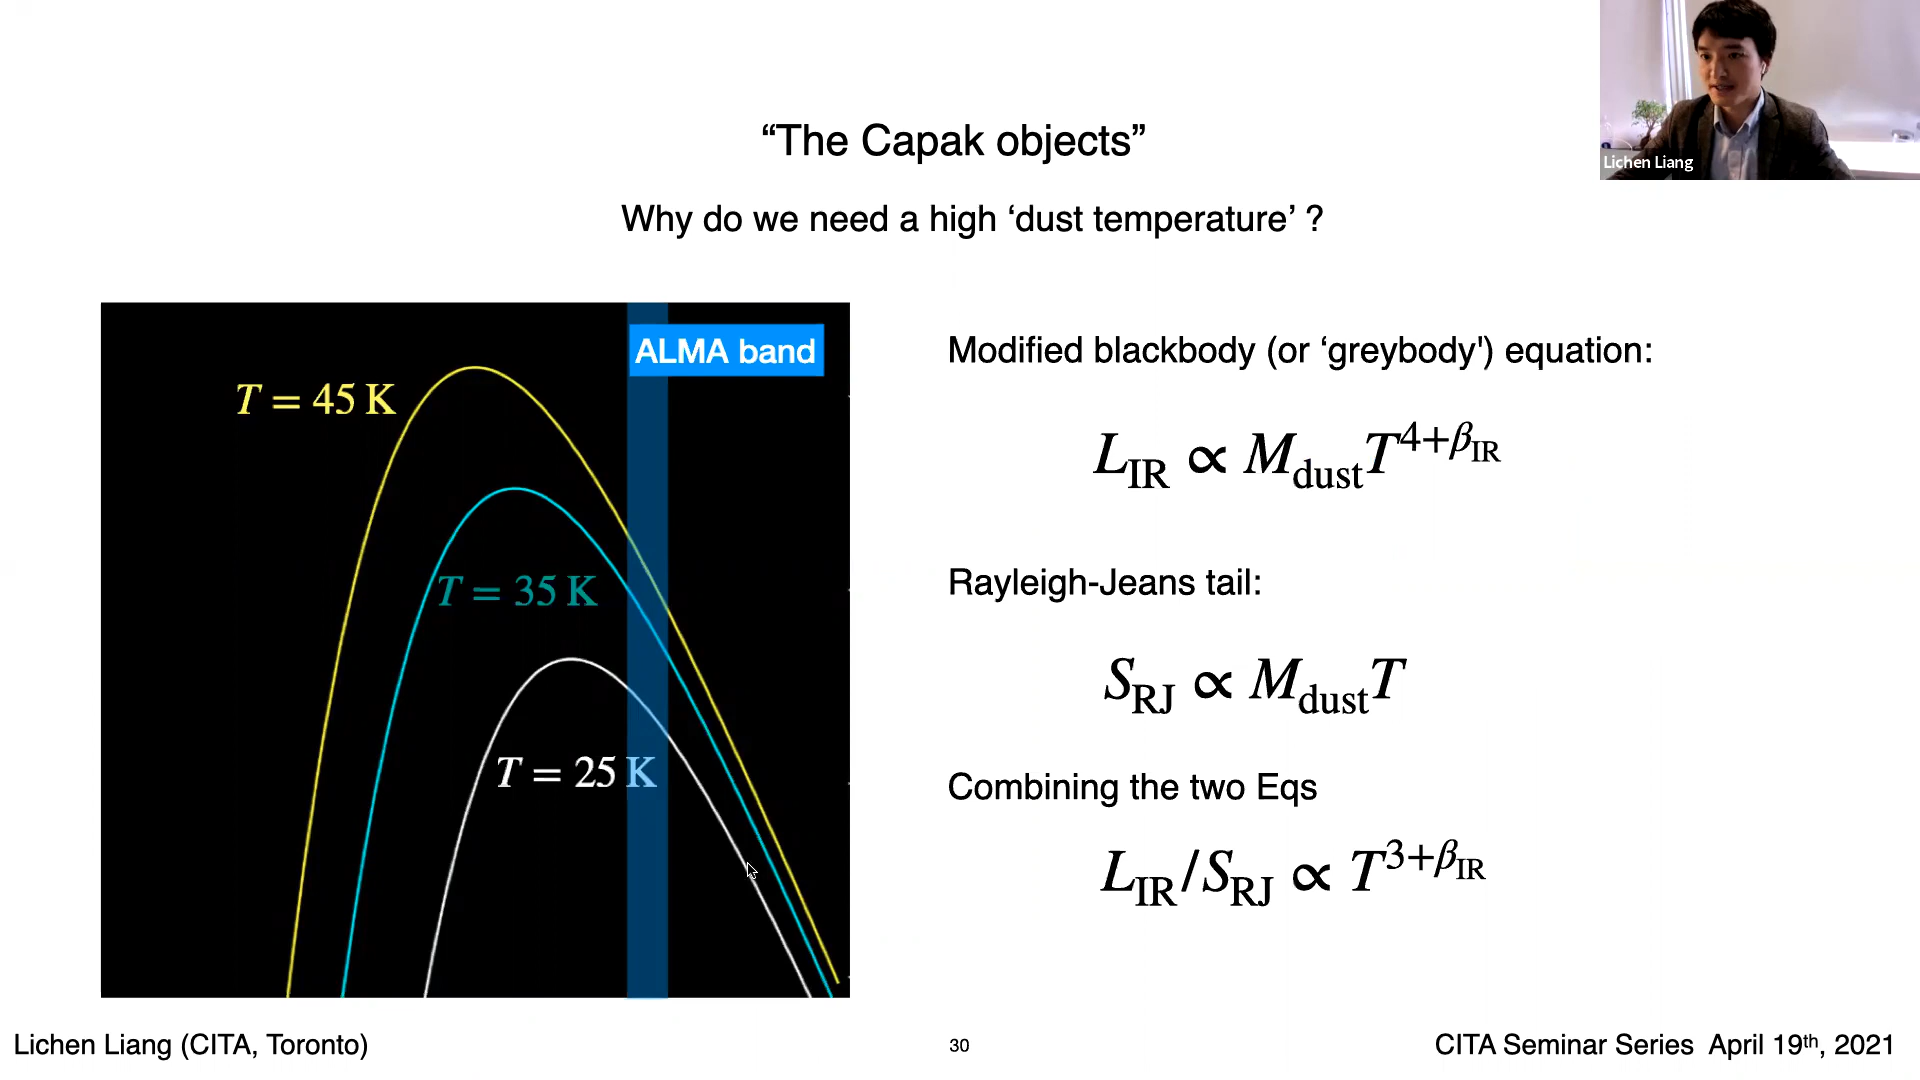 “The Capak objects”
Why do we need a high ‘dust temperature’ ?
Lichen Liang
ALMA band
T = 45 K
T = 35 K
T = 25 K
Modified blackbody (or ‘greybody') equation:
L_IR ∝ M_dust T^{4+β_IR}
Rayleigh-Jeans tail:
S_RJ ∝ M_dust T
Combining the two Eqs
L_IR/S_RJ ∝ T^{3+β_IR}
Lichen Liang (CITA, Toronto)
30
CITA Seminar Series April 19th, 2021